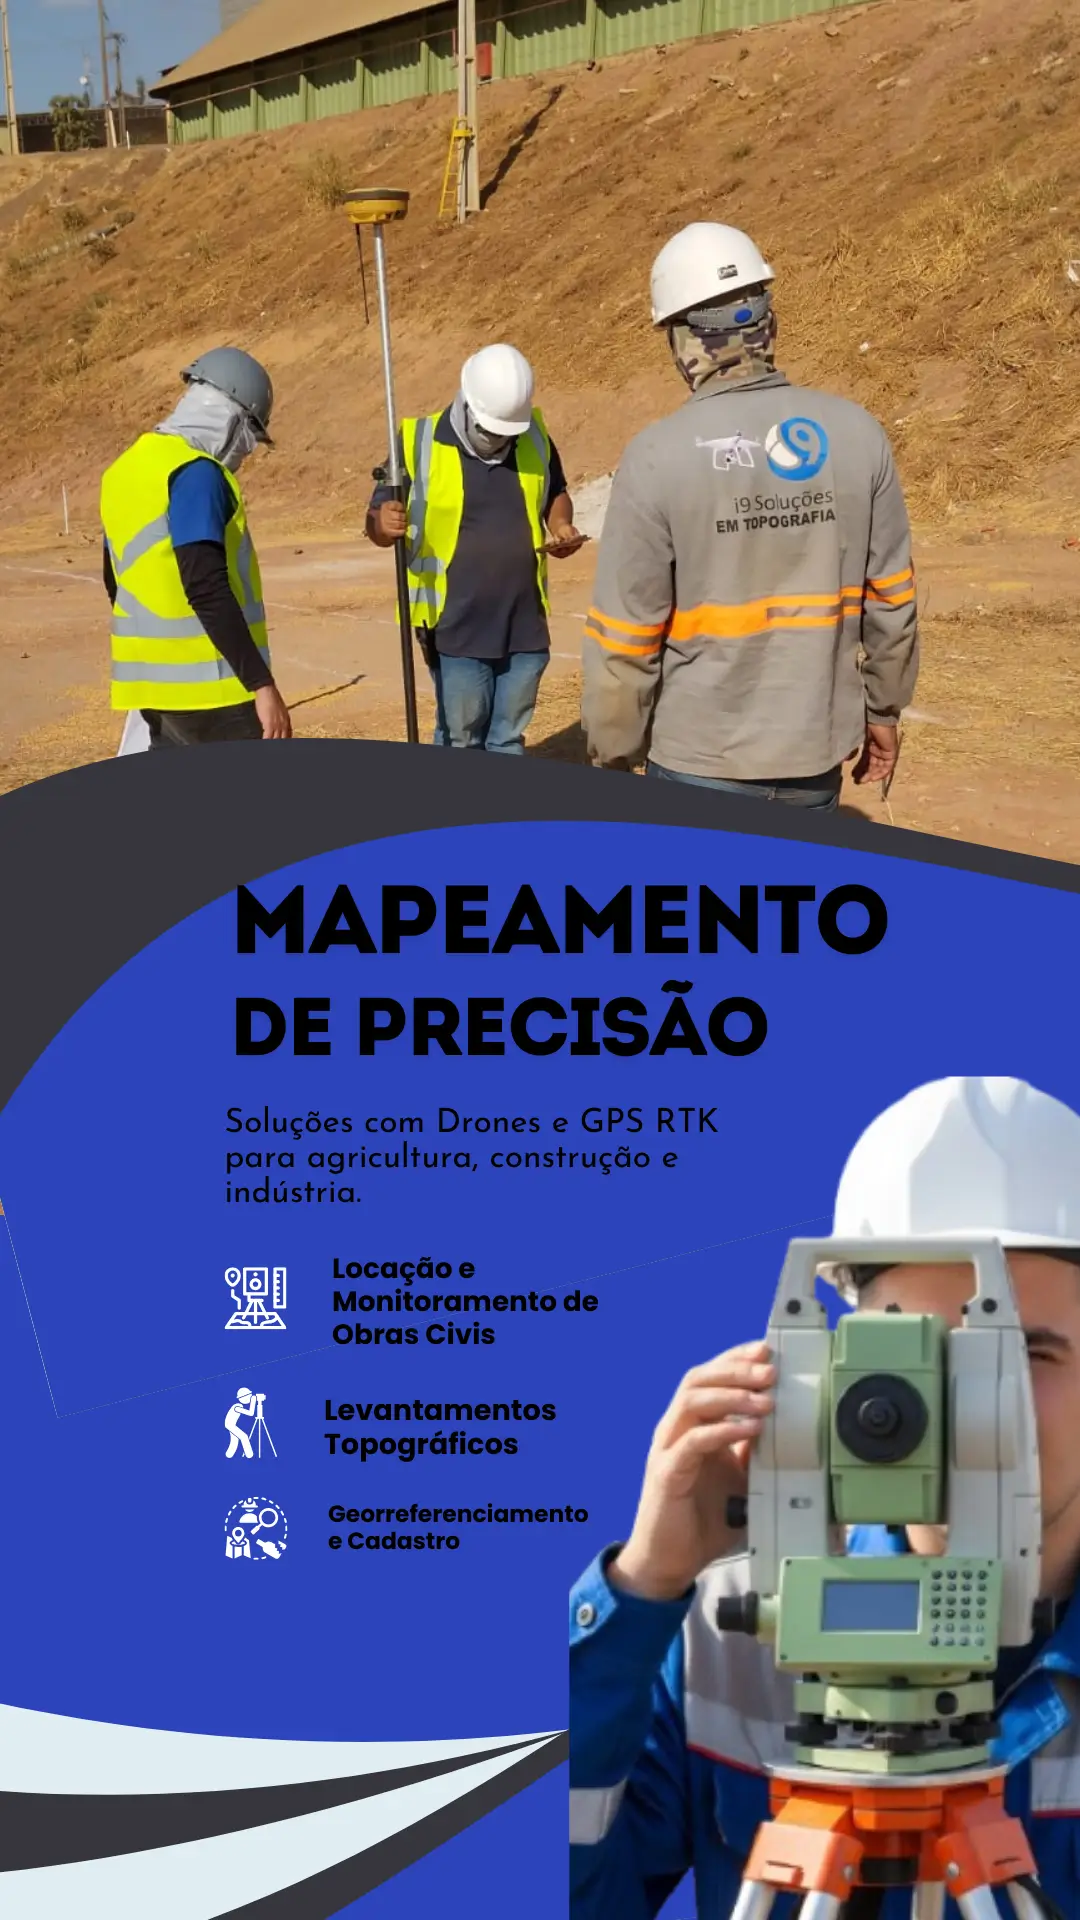 i9 Soluções
EM TOPOGRAFIA
MAPEAMENTO
DE PRECISÃO
Soluções com Drones e GPS RTK
para agricultura, construção e
indústria.
Locação e
Monitoramento de
Obras Civis
Levantamentos
Topográficos
Georreferenciamento
e Cadastro